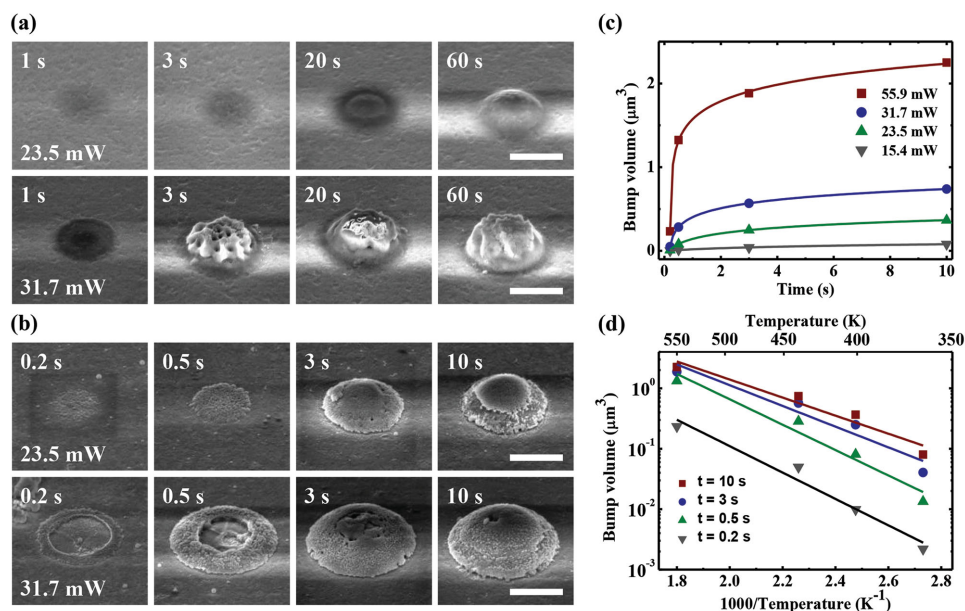 (a)
1 s 3 s 20 s 60 s
23.5 mW
1 s 3 s 20 s 60 s
31.7 mW
(b)
0.2 s 0.5 s 3 s 10 s
23.5 mW
0.2 s 0.5 s 3 s 10 s
31.7 mW
(c)
Bump volume (μm³)
2
1
0
55.9 mW
31.7 mW
23.5 mW
15.4 mW
0 2 4 6 8 10
Time (s)
(d)
Temperature (K)
550 500 450 400 350
Bump volume (μm³)
10⁰
10⁻¹
10⁻²
10⁻³
t = 10 s
t = 3 s
t = 0.5 s
t = 0.2 s
1.8 2.0 2.2 2.4 2.6 2.8
1000/Temperature (K⁻¹)